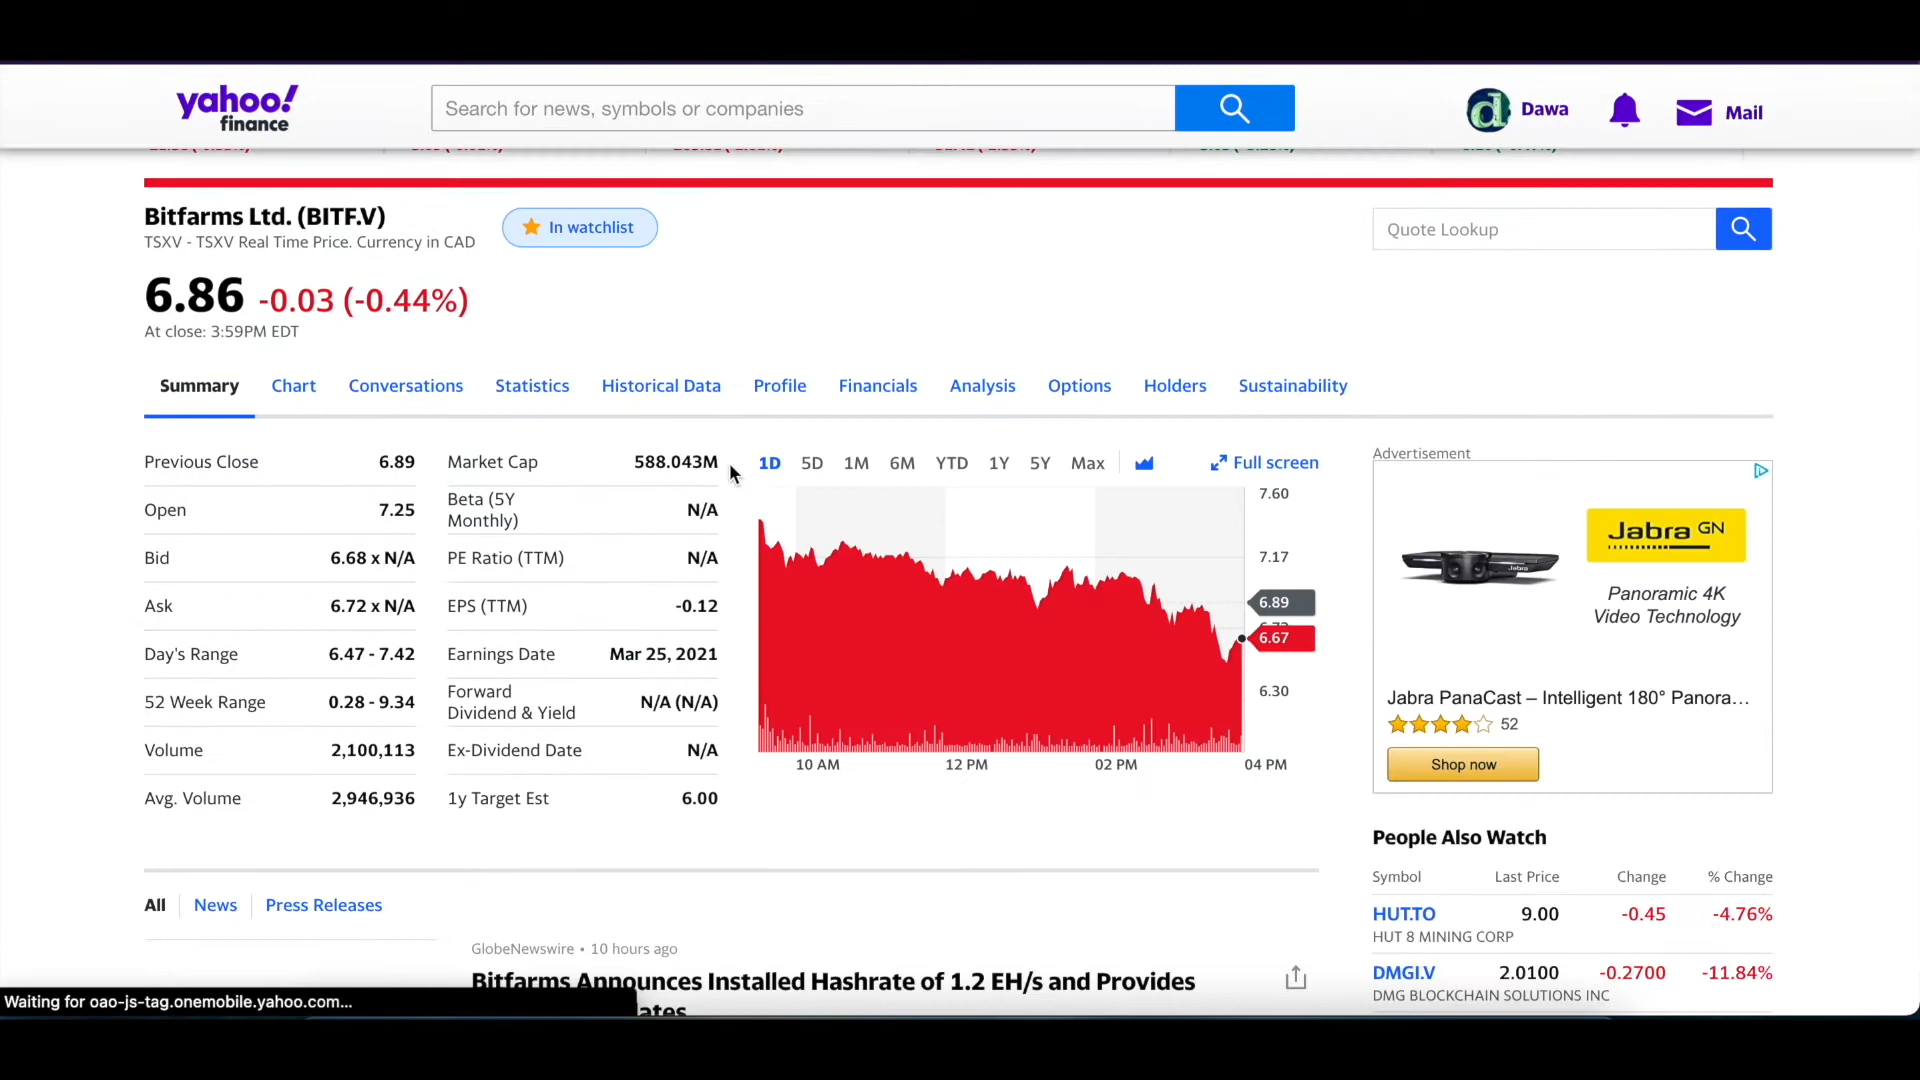 yahoo!
finance
Search for news, symbols or companies
Dawa
Mail
Bitfarms Ltd. (BITF.V)
TSXV - TSXV Real Time Price. Currency in CAD
In watchlist
Quote Lookup
6.86 -0.03 (-0.44%)
At close: 3:59PM EDT
Summary Chart Conversations Statistics Historical Data Profile Financials Analysis Options Holders Sustainability
Previous Close 6.89
Open 7.25
Bid 6.68 x N/A
Ask 6.72 x N/A
Day's Range 6.47 - 7.42
52 Week Range 0.28 - 9.34
Volume 2,100,113
Avg. Volume 2,946,936
Market Cap 588.043M
Beta (5Y
Monthly) N/A
PE Ratio (TTM) N/A
EPS (TTM) -0.12
Earnings Date Mar 25, 2021
Forward
Dividend & Yield N/A (N/A)
Ex-Dividend Date N/A
1y Target Est 6.00
1D 5D 1M 6M YTD 1Y 5Y Max Full screen
7.60
7.17
6.89
6.67
6.30
10 AM 12 PM 02 PM 04 PM
Advertisement
Jabra GN
Jabra
Panoramic 4K
Video Technology
Jabra PanaCast – Intelligent 180° Panora...
52
Shop now
People Also Watch
Symbol Last Price Change % Change
HUT.TO 9.00 -0.45 -4.76%
HUT 8 MINING CORP
DMGI.V 2.0100 -0.2700 -11.84%
DMG BLOCKCHAIN SOLUTIONS INC
All News Press Releases
GlobeNewswire • 10 hours ago
Bitfarms Announces Installed Hashrate of 1.2 EH/s and Provides
Waiting for oao-js-tag.onemobile.yahoo.com...